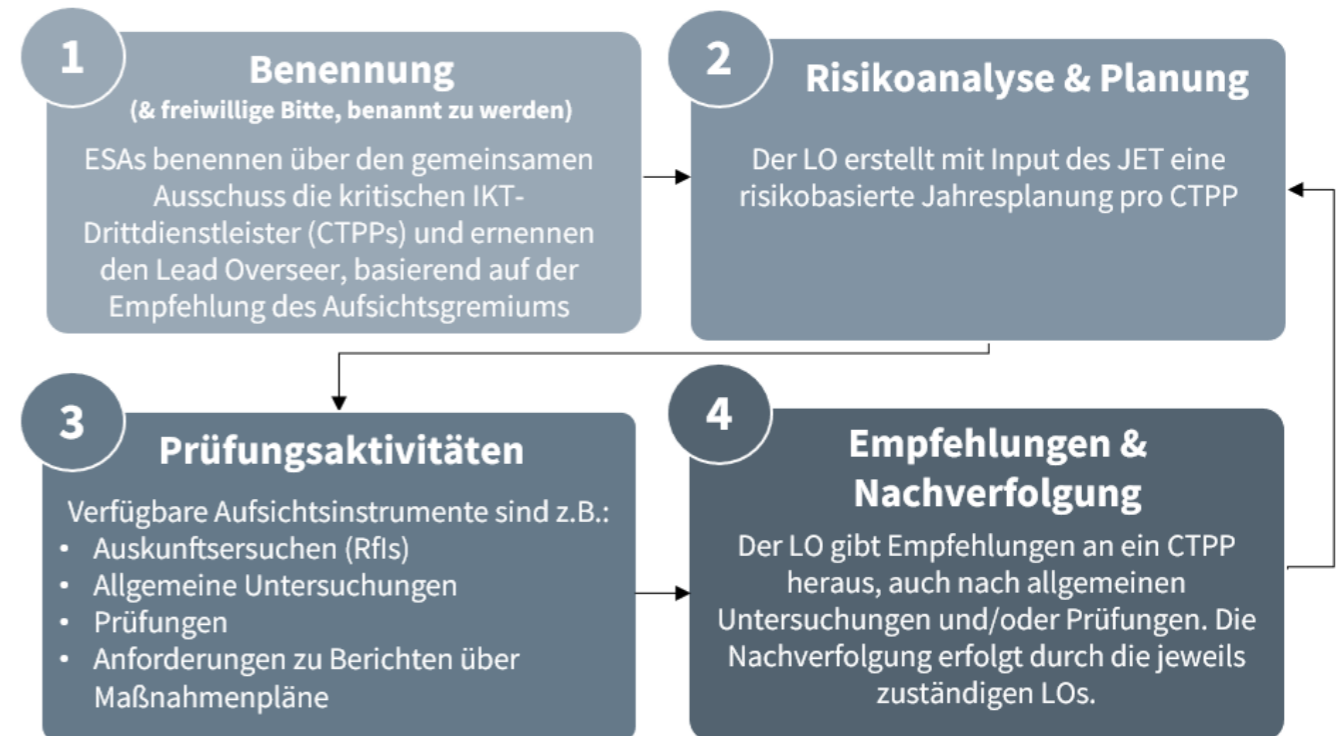 1
Benennung
(& freiwillige Bitte, benannt zu werden)
ESAs benennen über den gemeinsamen
Ausschuss die kritischen IKT-
Drittdienstleister (CTPPs) und ernennen
den Lead Overseer, basierend auf der
Empfehlung des Aufsichtsgremiums
2
Risikoanalyse & Planung
Der LO erstellt mit Input des JET eine
risikobasierte Jahresplanung pro CTPP
3
Prüfungsaktivitäten
Verfügbare Aufsichtsinstrumente sind z.B.:
• Auskunftsersuchen (RfIs)
• Allgemeine Untersuchungen
• Prüfungen
• Anforderungen zu Berichten über
Maßnahmenpläne
4
Empfehlungen &
Nachverfolgung
Der LO gibt Empfehlungen an ein CTPP
heraus, auch nach allgemeinen
Untersuchungen und/oder Prüfungen. Die
Nachverfolgung erfolgt durch die jeweils
zuständigen LOs.